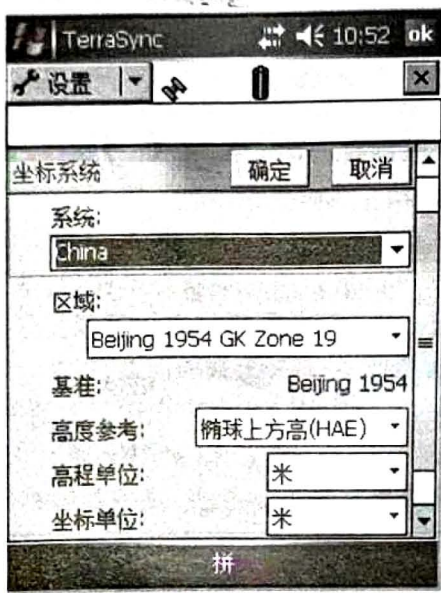 TerraSync 10:52 ok
设置
坐标系统 确定 取消
系统:
China
区域:
Beijing 1954 GK Zone 19
基准: Beijing 1954
高度参考: 椭球上方高(HAE)
高程单位: 米
坐标单位: 米
拼